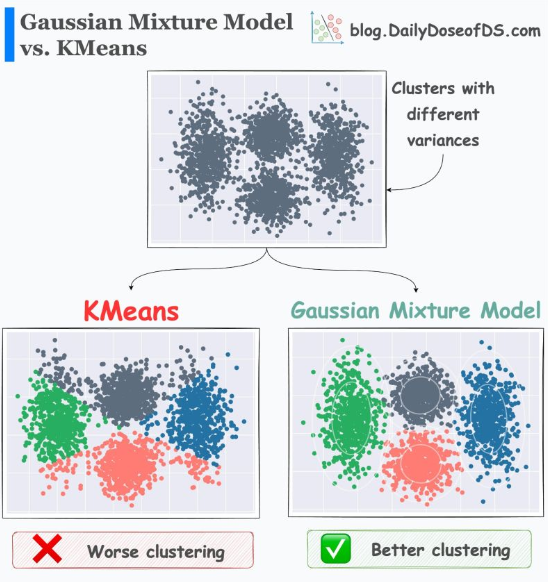 Gaussian Mixture Model
vs. KMeans
blog.DailyDoseofDS.com
Clusters with
different
variances
KMeans
Gaussian Mixture Model
Worse clustering
Better clustering